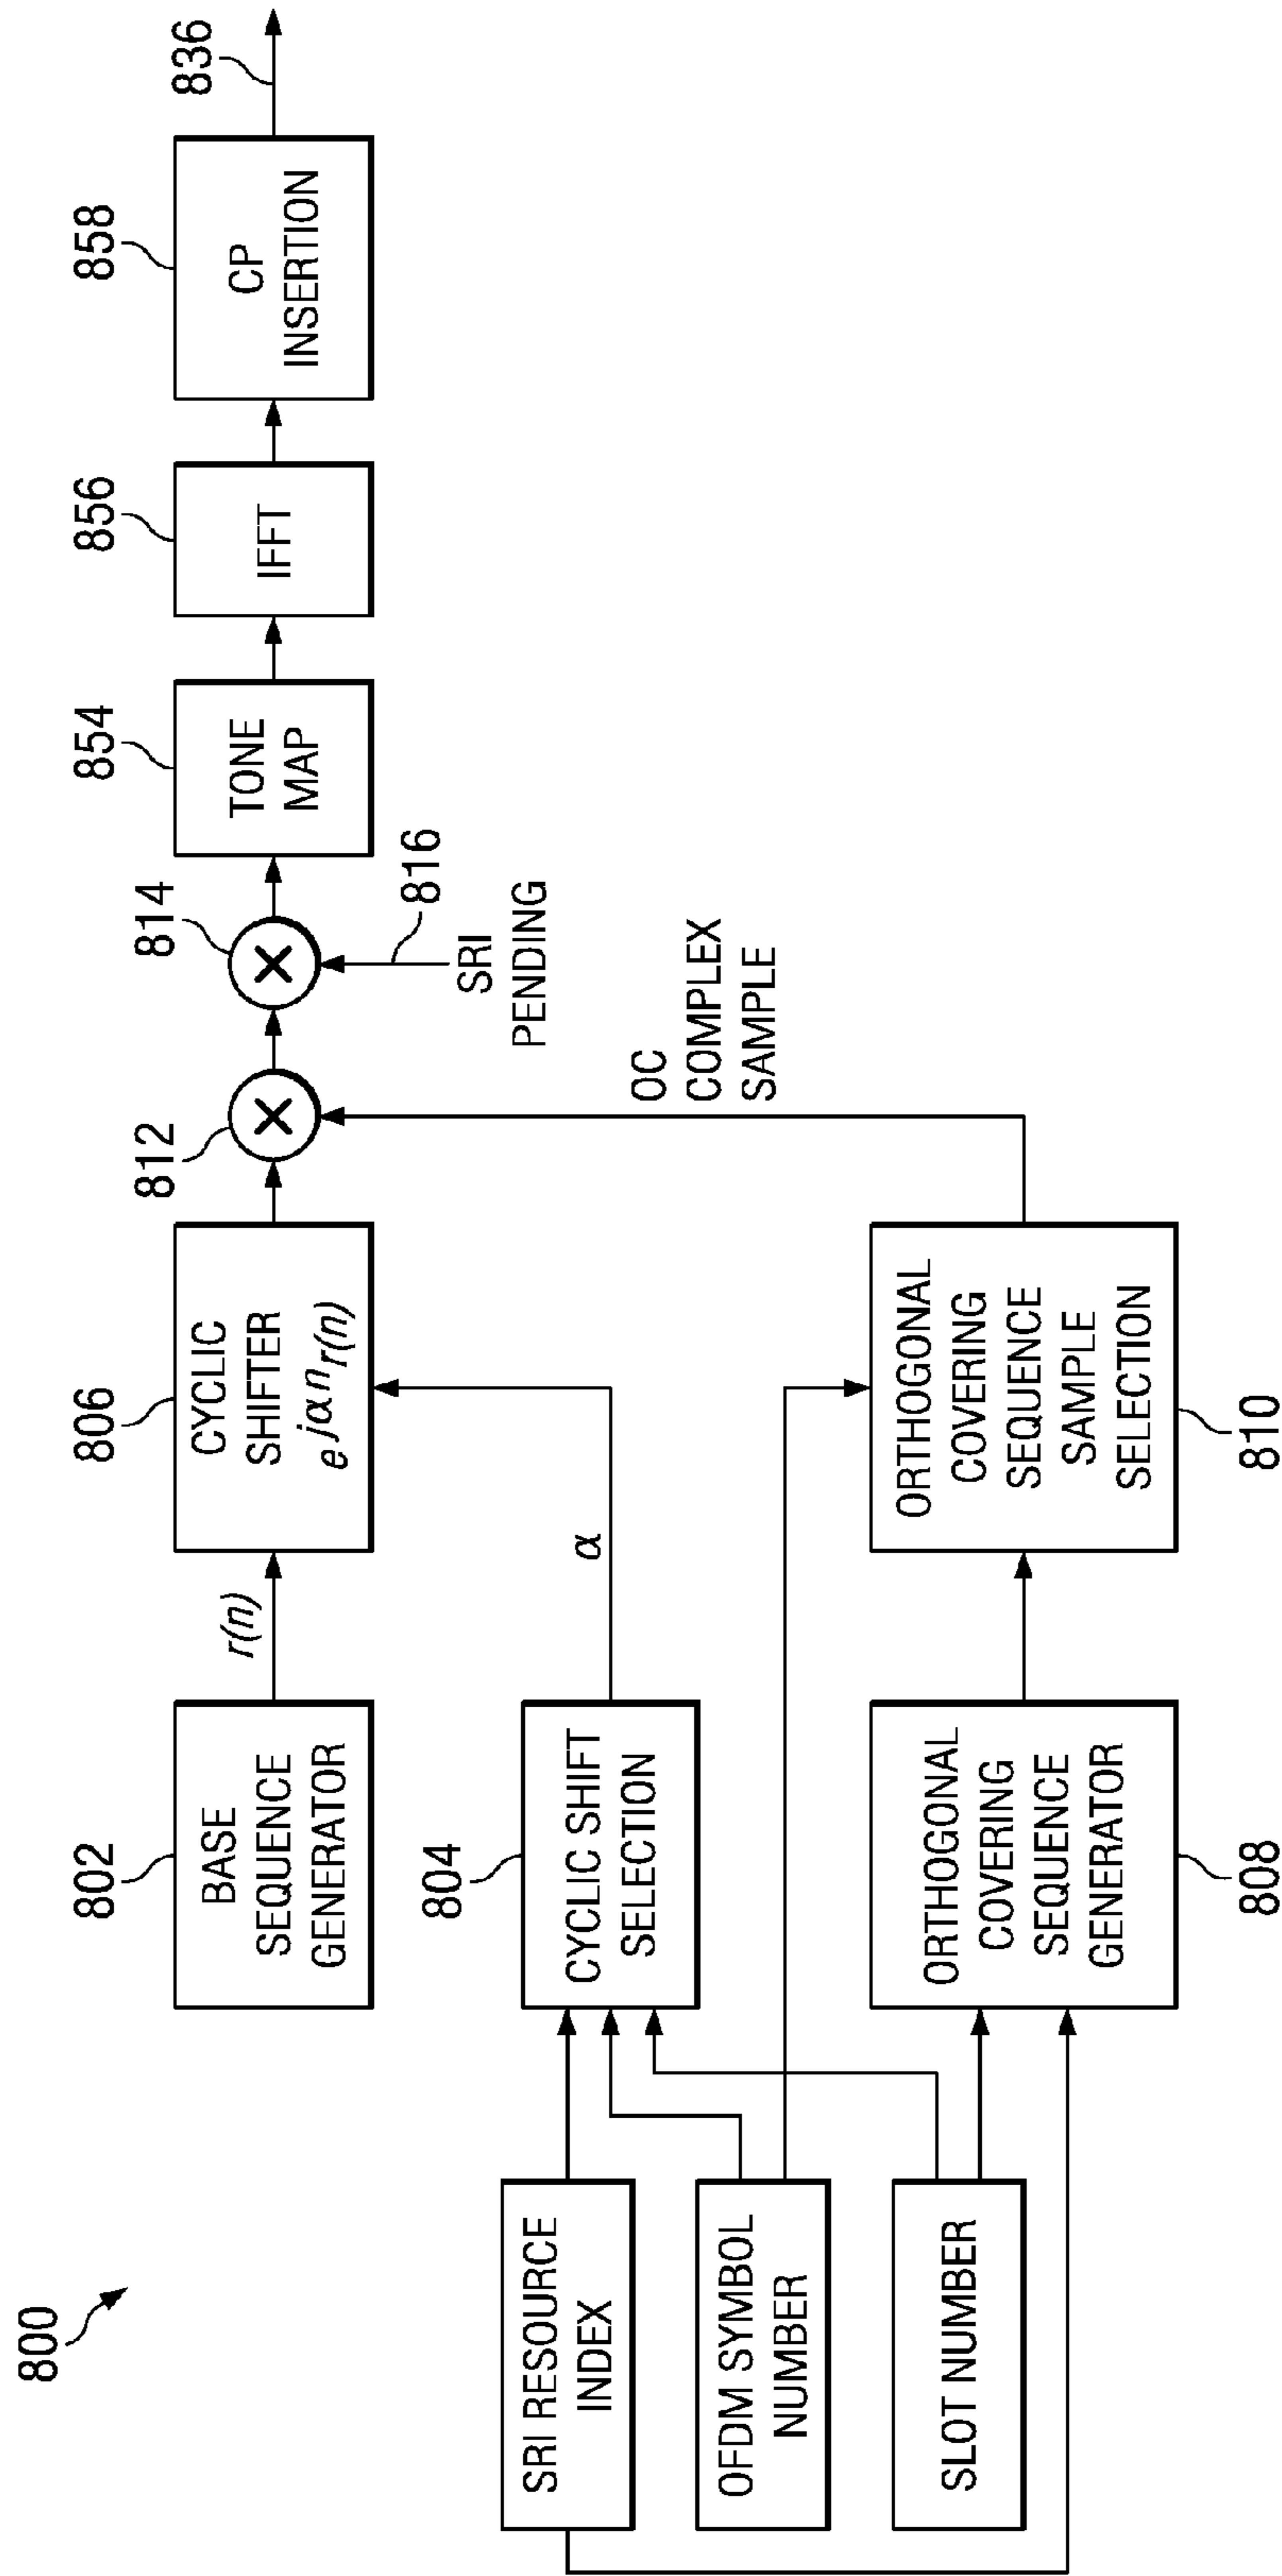 800
802
BASE
SEQUENCE
GENERATOR
r(n)
806
CYCLIC
SHIFTER
e^{jαn} r(n)
812
814
816
SRI
PENDING
854
TONE
MAP
856
IFFT
858
CP
INSERTION
836
SRI RESOURCE
INDEX
OFDM SYMBOL
NUMBER
SLOT NUMBER
804
CYCLIC SHIFT
SELECTION
α
OC
COMPLEX
SAMPLE
ORTHOGONAL
COVERING
SEQUENCE
GENERATOR
808
ORTHOGONAL
COVERING
SEQUENCE
SAMPLE
SELECTION
810